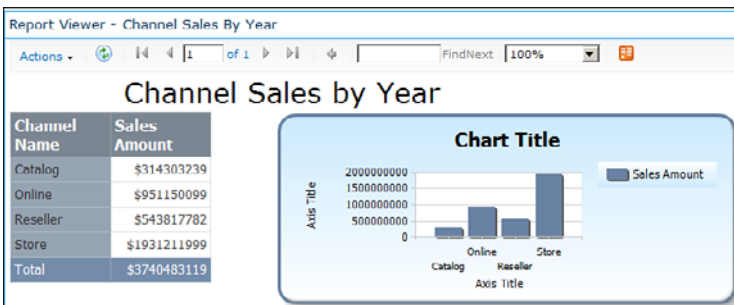 Report Viewer - Channel Sales By Year
Actions 1 of 1 FindNext 100%
Channel Sales by Year
Channel Name Sales Amount
Catalog $314303239
Online $951150099
Reseller $543817782
Store $1931211999
Total $3740483119
Chart Title
2000000000
1500000000
1000000000
500000000
0
Axis Title
Online Store
Catalog Reseller
Axis Title
Sales Amount